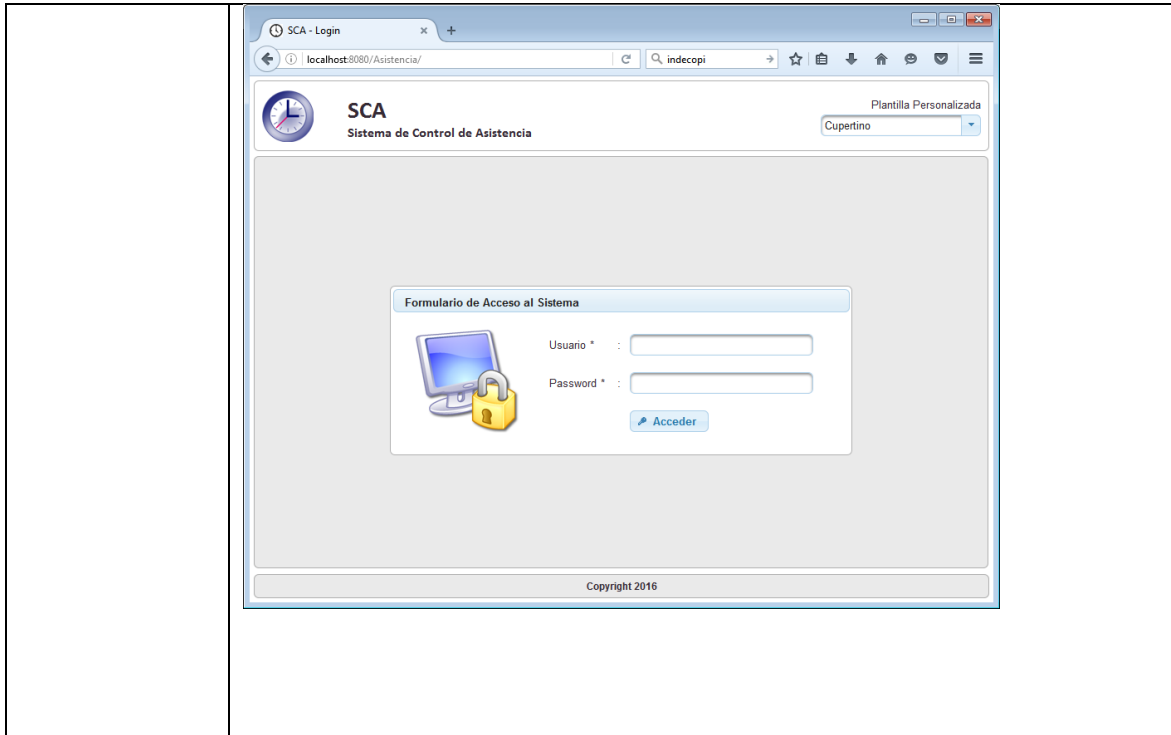 SCA - Login
localhost:8080/Asistencia/
indecopi
SCA
Sistema de Control de Asistencia
Plantilla Personalizada
Cupertino
Formulario de Acceso al Sistema
Usuario * :
Password * :
Acceder
Copyright 2016